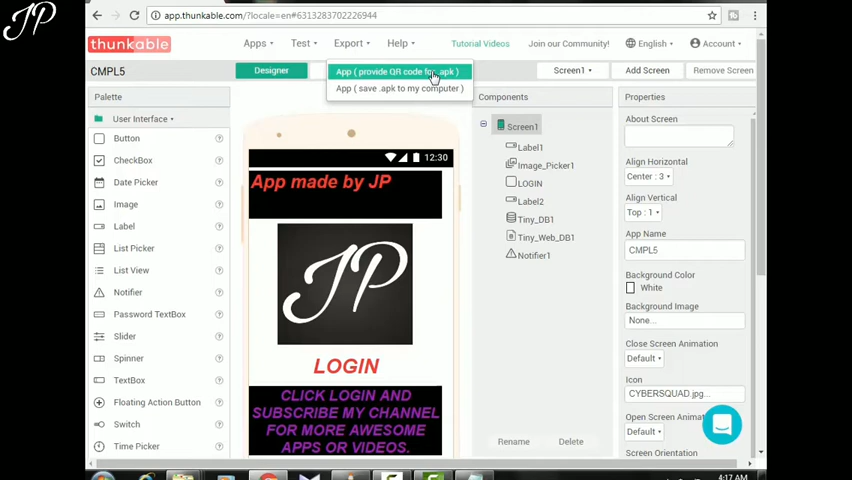 JP
app.thunkable.com/?locale=en#6313283702226944
thunkable
Apps
Test
Export
Help
Tutorial Videos
Join our Community!
English
Account
CMPL5
Designer
App ( provide QR code for .apk )
App ( save .apk to my computer )
Screen1
Add Screen
Remove Screen
Palette
Components
Properties
User Interface
Button
CheckBox
Date Picker
Image
Label
List Picker
List View
Notifier
Password TextBox
Slider
Spinner
TextBox
Floating Action Button
Switch
Time Picker
12:30
App made by JP
JP
LOGIN
CLICK LOGIN AND
SUBSCRIBE MY CHANNEL
FOR MORE AWESOME
APPS OR VIDEOS.
Screen1
Label1
Image_Picker1
LOGIN
Label2
Tiny_DB1
Tiny_Web_DB1
Notifier1
Rename
Delete
About Screen
Align Horizontal
Center : 3
Align Vertical
Top : 1
App Name
CMPL5
Background Color
White
Background Image
None...
Close Screen Animation
Default
Icon
CYBERSQUAD.jpg...
Open Screen Animati
Default
Screen Orientation
4:17 AM